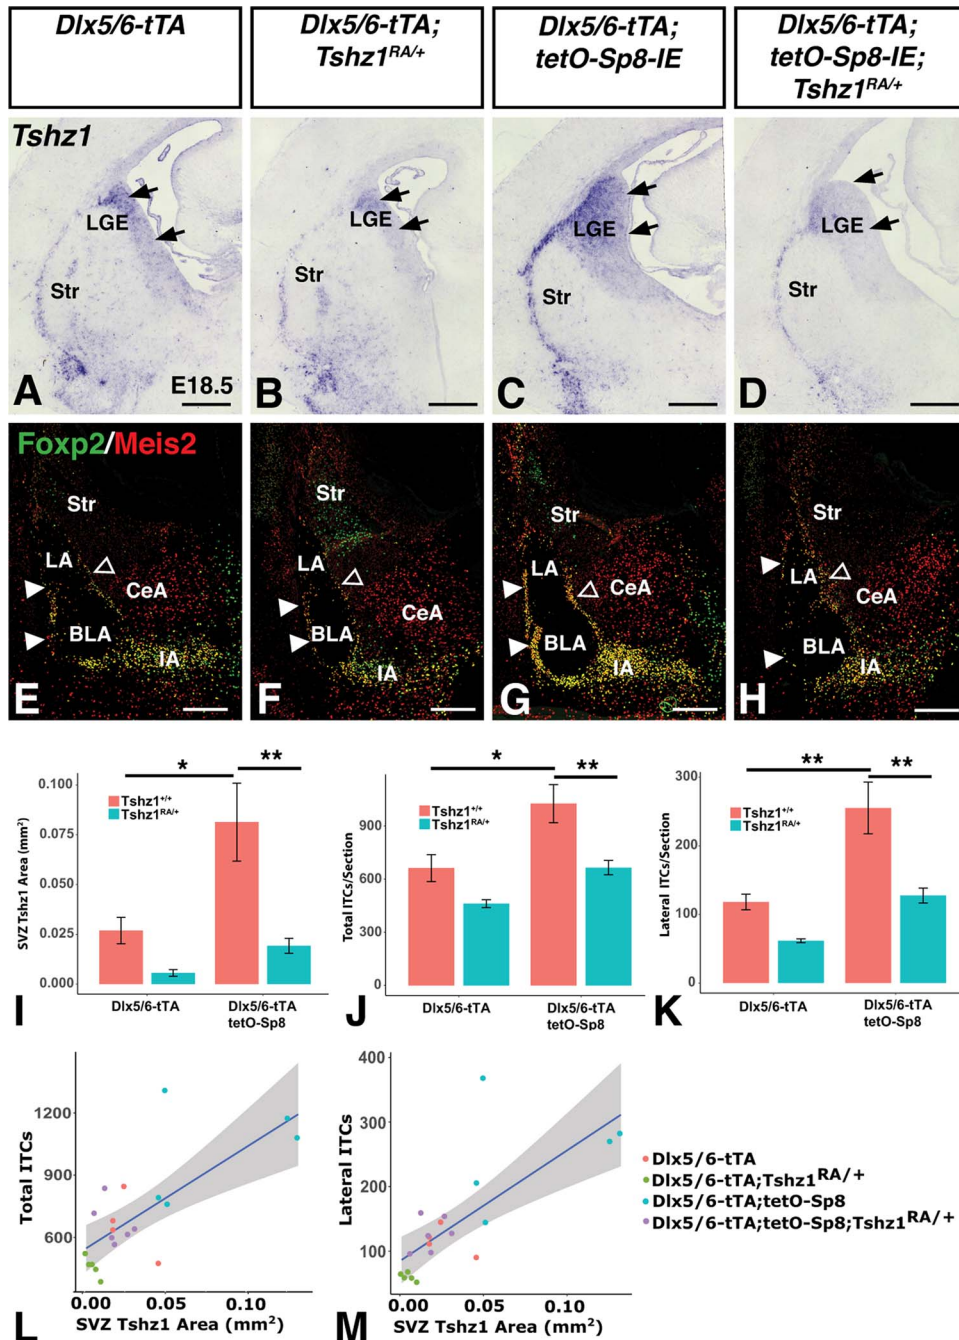 Dlx5/6-tTA
Dlx5/6-tTA;
Tshz1RA/+
Dlx5/6-tTA;
tetO-Sp8-IE
Dlx5/6-tTA;
tetO-Sp8-IE;
Tshz1RA/+
Tshz1
LGE
Str
A
E18.5
LGE
Str
B
LGE
Str
C
LGE
Str
D
Foxp2/Meis2
Str
LA
CeA
BLA
IA
E
Str
LA
CeA
BLA
IA
F
Str
LA
CeA
BLA
IA
G
Str
LA
CeA
BLA
IA
H
SVZ Tshz1 Area (mm²)
0.100
0.075
0.050
0.025
0.000
* **
Tshz1+/+
Tshz1RA/+
Dlx5/6-tTA
Dlx5/6-tTA
tetO-Sp8
I
Total ITCs/Section
900
600
300
0
* **
Tshz1+/+
Tshz1RA/+
Dlx5/6-tTA
Dlx5/6-tTA
tetO-Sp8
J
Lateral ITCs/Section
300
200
100
0
** **
Tshz1+/+
Tshz1RA/+
Dlx5/6-tTA
Dlx5/6-tTA
tetO-Sp8
K
Total ITCs
1200
900
600
0.00 0.05 0.10
SVZ Tshz1 Area (mm²)
L
Lateral ITCs
400
300
200
100
0
0.00 0.05 0.10
SVZ Tshz1 Area (mm²)
M
Dlx5/6-tTA
Dlx5/6-tTA;Tshz1RA/+
Dlx5/6-tTA;tetO-Sp8
Dlx5/6-tTA;tetO-Sp8;Tshz1RA/+